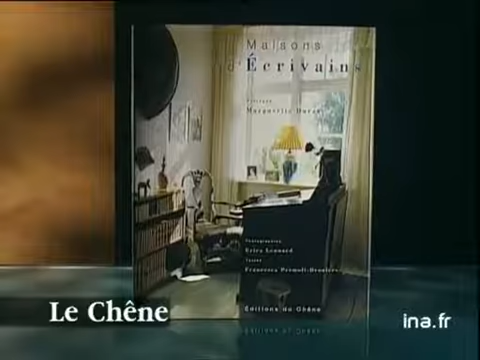 Maisons
d'Écrivains
Préface
Marguerite Duras
Photographies
Erica Lennard
Textes
Francesca Premoli-Droulers
Éditions du Chêne
Le Chêne
ina.fr